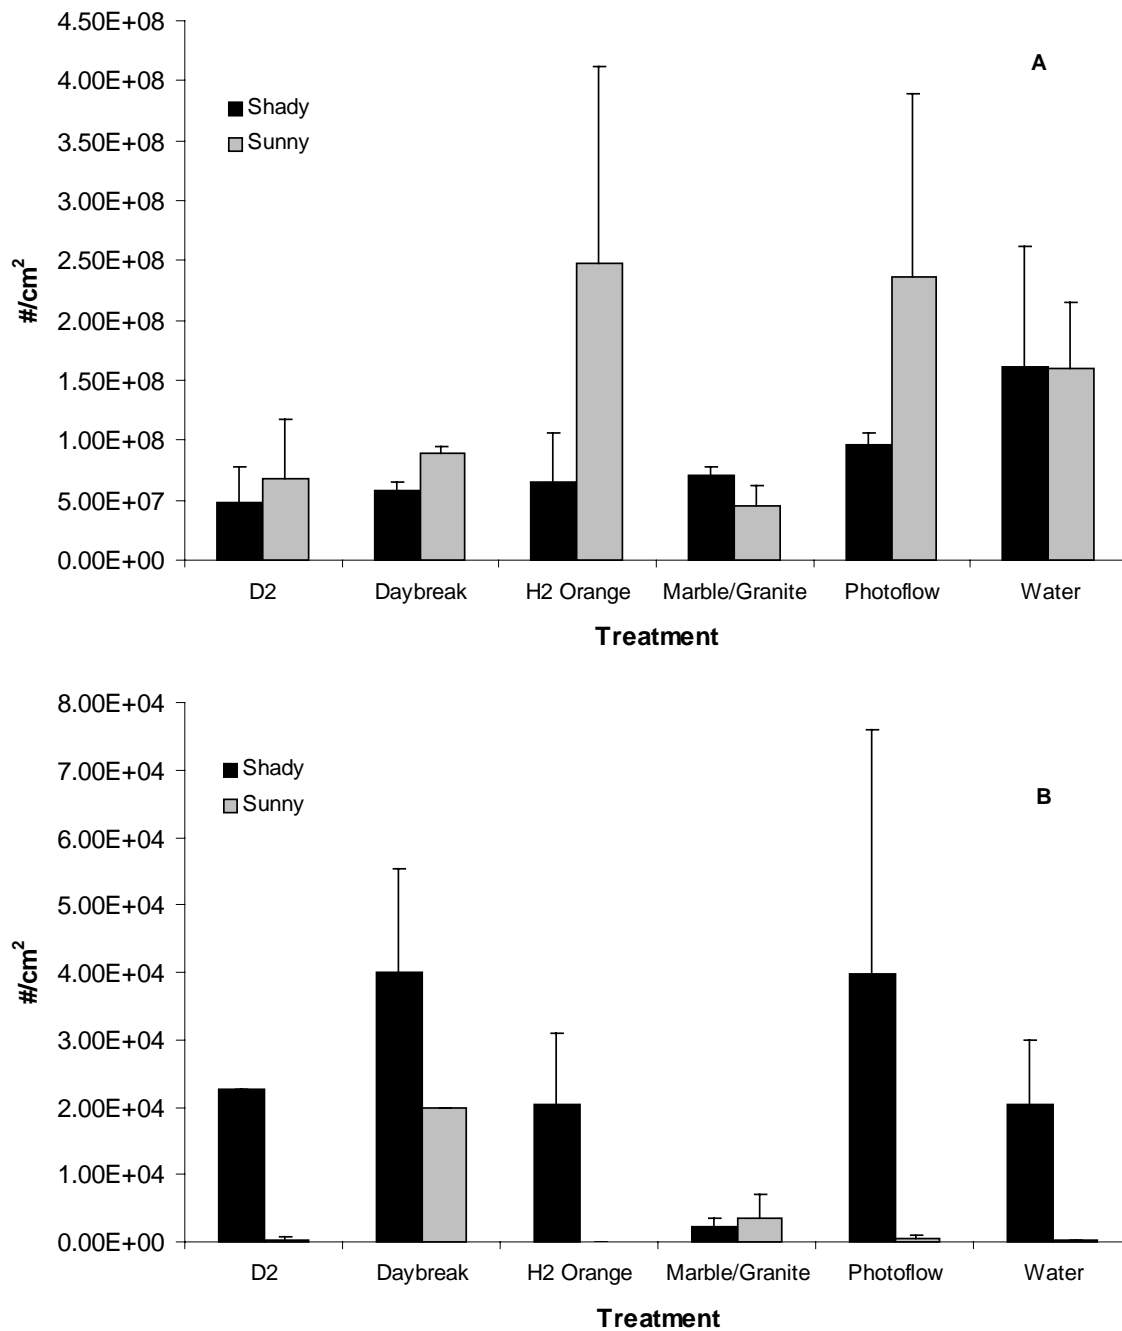 4.50E+08
4.00E+08
3.50E+08
3.00E+08
2.50E+08
2.00E+08
1.50E+08
1.00E+08
5.00E+07
0.00E+00
#/cm²
A
Shady
Sunny
D2 Daybreak H2 Orange Marble/Granite Photoflow Water
Treatment
8.00E+04
7.00E+04
6.00E+04
5.00E+04
4.00E+04
3.00E+04
2.00E+04
1.00E+04
0.00E+00
#/cm²
Shady
Sunny
B
D2 Daybreak H2 Orange Marble/Granite Photoflow Water
Treatment